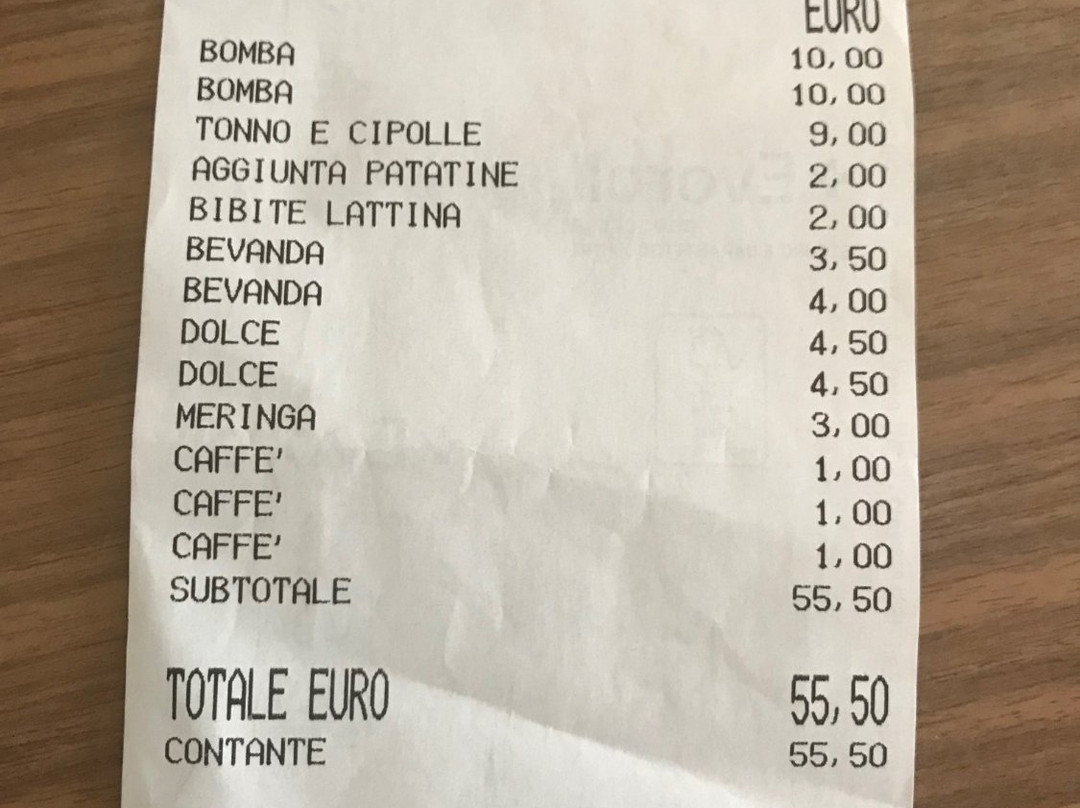 EURO
BOMBA 10,00
BOMBA 10,00
TONNO E CIPOLLE 9,00
AGGIUNTA PATATINE 2,00
BIBITE LATTINA 2,00
BEVANDA 3,50
BEVANDA 4,00
DOLCE 4,50
DOLCE 4,50
MERINGA 3,00
CAFFE' 1,00
CAFFE' 1,00
CAFFE' 1,00
SUBTOTALE 55,50
TOTALE EURO 55,50
CONTANTE 55,50